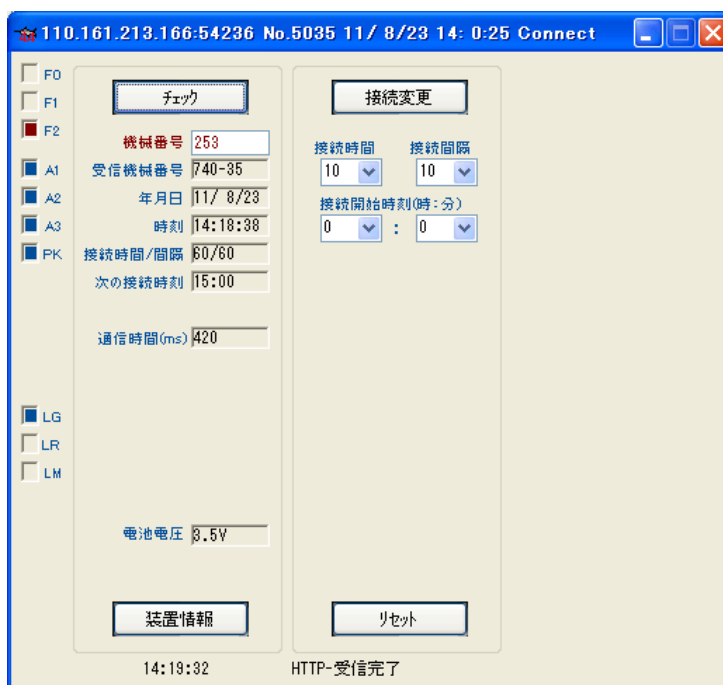 110.161.213.166:54236 No.5035 11/ 8/23 14: 0:25 Connect
F0
F1
F2
A1
A2
A3
PK
LG
LR
LM
チェック
機械番号 253
受信機械番号 740-35
年月日 11/ 8/23
時刻 14:18:38
接続時間/間隔 60/60
次の接続時刻 15:00
通信時間(ms) 420
電池電圧 3.5V
装置情報
接続変更
接続時間 接続間隔
10 10
接続開始時刻(時:分)
0 : 0
リセット
14:19:32 HTTP-受信完了